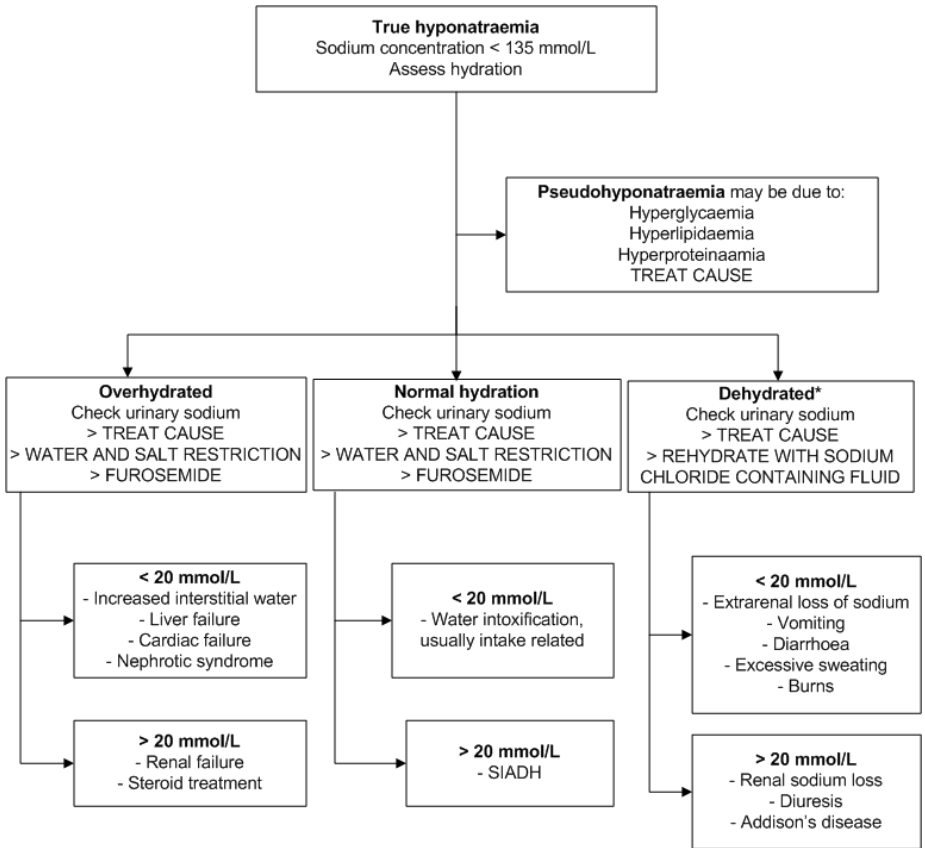 True hyponatraemia
Sodium concentration < 135 mmol/L
Assess hydration
Pseudohyponatraemia may be due to:
Hyperglycaemia
Hyperlipidaemia
Hyperproteinaamia
TREAT CAUSE
Overhydrated
Check urinary sodium
> TREAT CAUSE
> WATER AND SALT RESTRICTION
> FUROSEMIDE
Normal hydration
Check urinary sodium
> TREAT CAUSE
> WATER AND SALT RESTRICTION
> FUROSEMIDE
Dehydrated*
Check urinary sodium
> TREAT CAUSE
> REHYDRATE WITH SODIUM
CHLORIDE CONTAINING FLUID
< 20 mmol/L
- Increased interstitial water
- Liver failure
- Cardiac failure
- Nephrotic syndrome
< 20 mmol/L
- Water intoxification,
usually intake related
< 20 mmol/L
- Extrarenal loss of sodium
- Vomiting
- Diarrhoea
- Excessive sweating
- Burns
> 20 mmol/L
- Renal failure
- Steroid treatment
> 20 mmol/L
- SIADH
> 20 mmol/L
- Renal sodium loss
- Diuresis
- Addison's disease